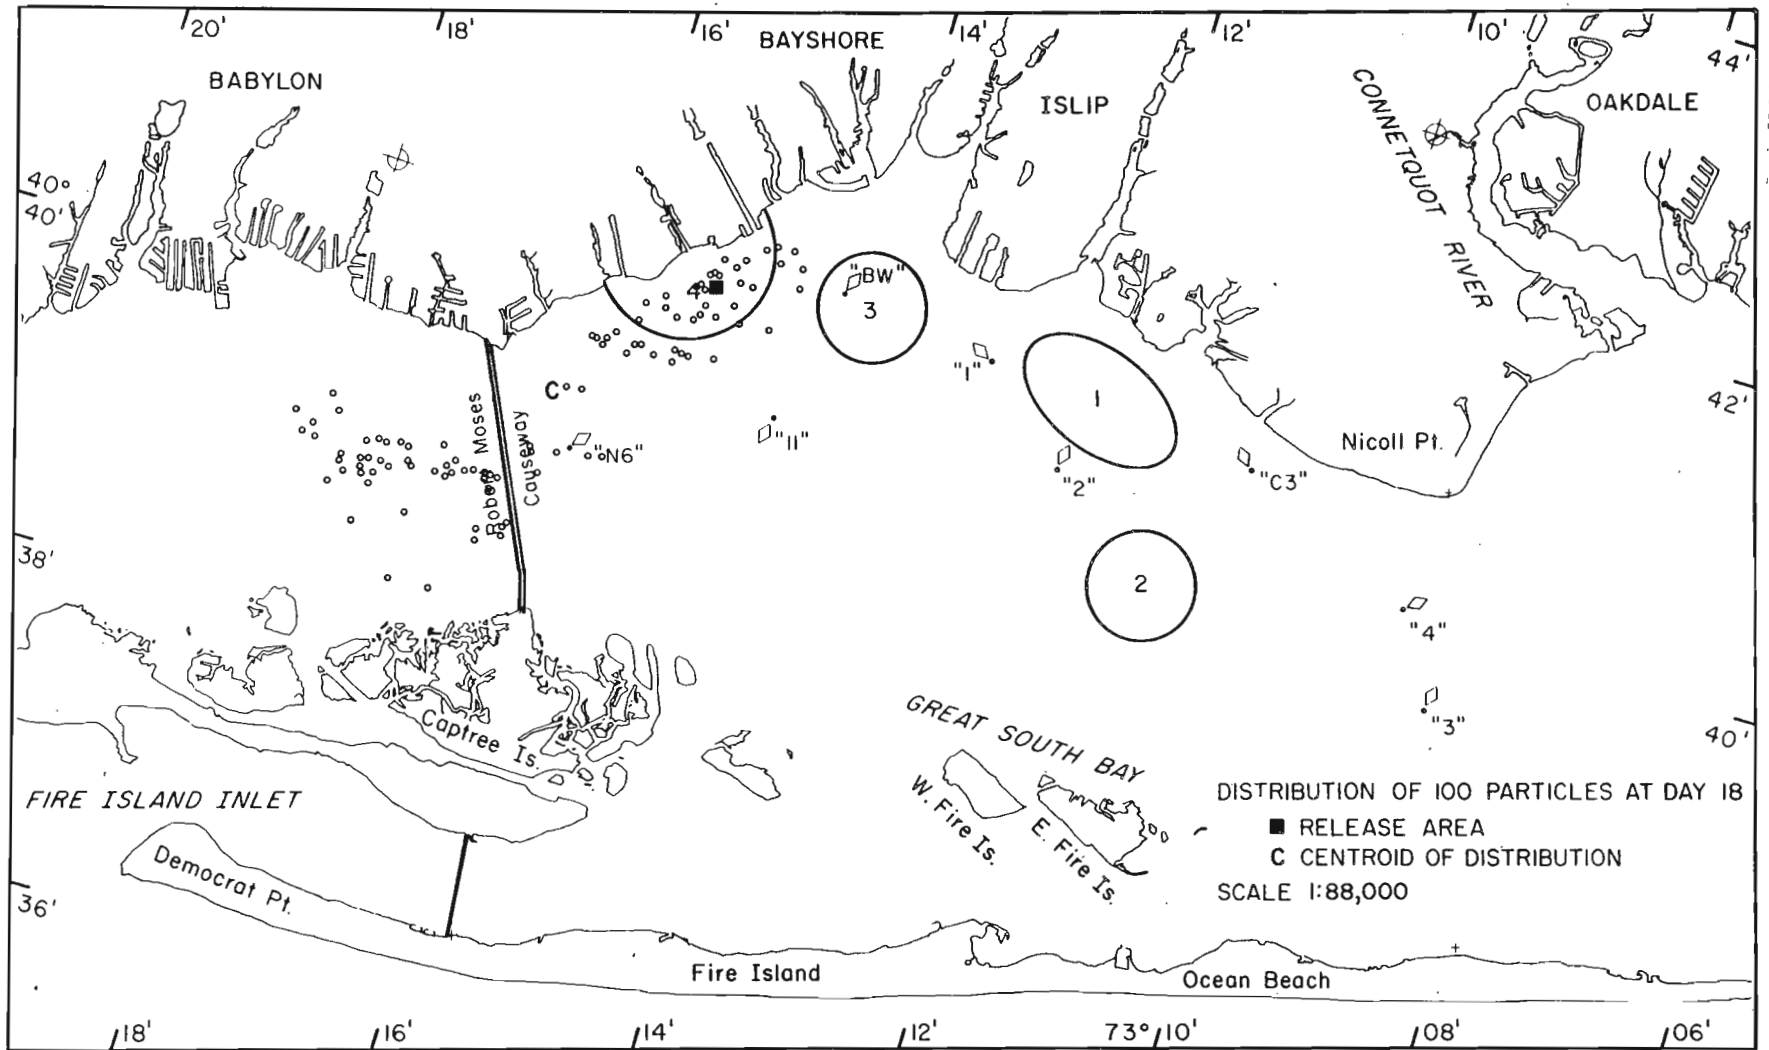 20'
18'
16'
14'
12'
10'
44'
BAYSHORE
BABYLON
ISLIP
OAKDALE
CONNETQUOT RIVER
40°
40'
"BW"
4
3
"1"
42'
C
1
Robert Moses
Causeway
"N6"
"11"
"2"
"C3"
Nicoll Pt.
38'
2
"4"
"3"
40'
Captree Is.
GREAT SOUTH BAY
W. Fire Is.
E. Fire Is.
FIRE ISLAND INLET
DISTRIBUTION OF 100 PARTICLES AT DAY 18
RELEASE AREA
C CENTROID OF DISTRIBUTION
SCALE 1:88,000
Democrat Pt.
36'
Fire Island
Ocean Beach
18'
16'
14'
12'
73° 10'
08'
06'